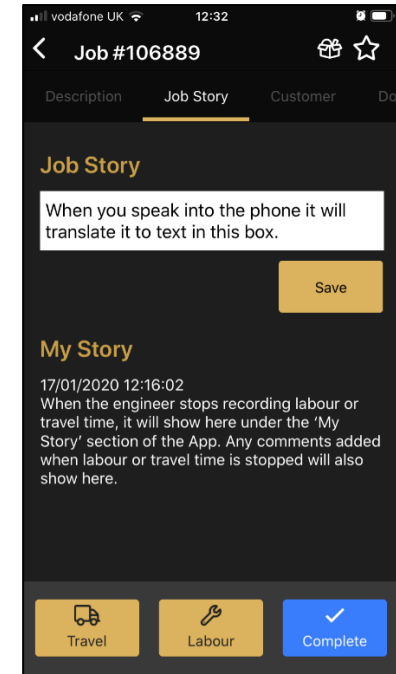 vodafone UK 12:32
Job #106889
Description Job Story Customer Do
Job Story
When you speak into the phone it will
translate it to text in this box.
Save
My Story
17/01/2020 12:16:02
When the engineer stops recording labour or
travel time, it will show here under the ‘My
Story’ section of the App. Any comments added
when labour or travel time is stopped will also
show here.
Travel Labour Complete